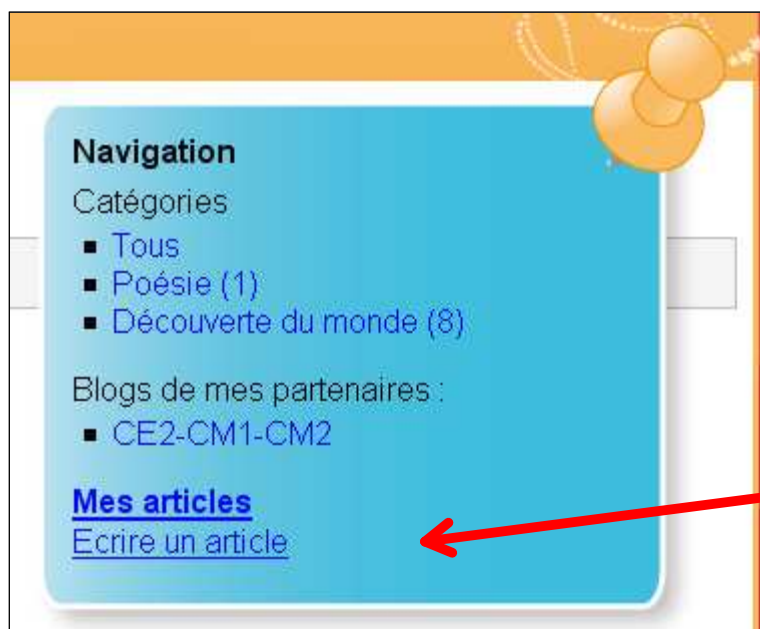 Navigation
Catégories
Tous
Poésie (1)
Découverte du monde (8)
Blogs de mes partenaires :
CE2-CM1-CM2
Mes articles
Ecrire un article